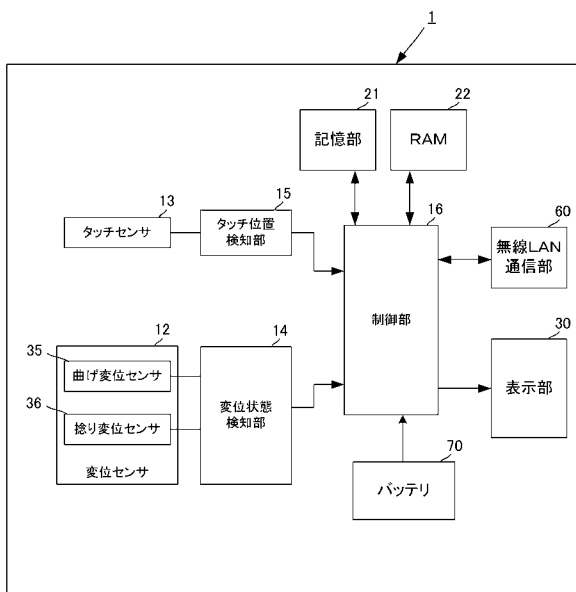 1
21
22
記憶部
RAM
13
15
16
60
タッチセンサ
タッチ位置
検知部
無線LAN
通信部
制御部
12
14
30
35
曲げ変位センサ
変位状態
検知部
表示部
36
捻り変位センサ
変位センサ
70
バッテリ